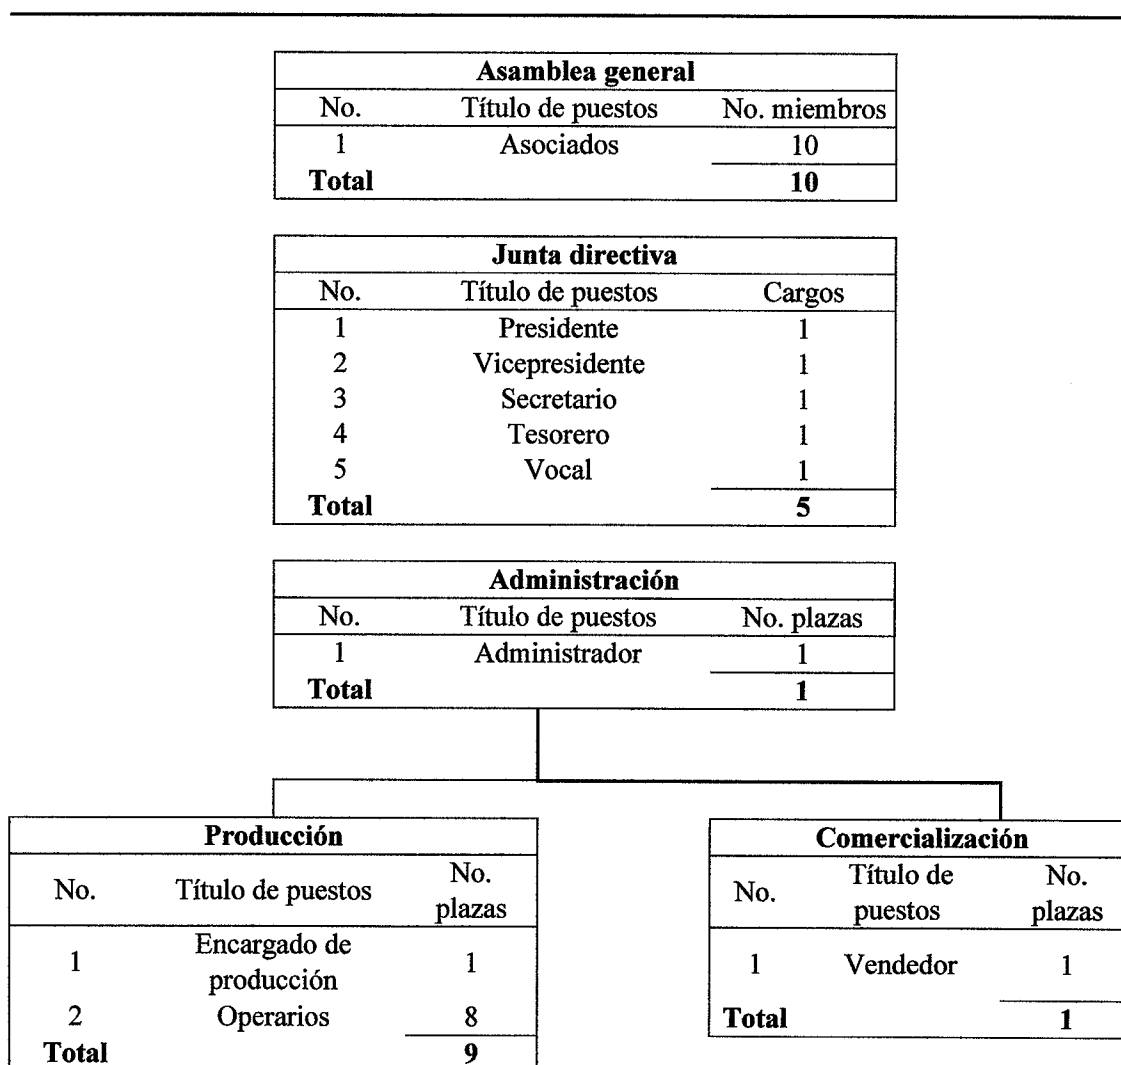 Asamblea general
No. Título de puestos No. miembros
1 Asociados 10
Total 10
Junta directiva
No. Título de puestos Cargos
1 Presidente 1
2 Vicepresidente 1
3 Secretario 1
4 Tesorero 1
5 Vocal 1
Total 5
Administración
No. Título de puestos No. plazas
1 Administrador 1
Total 1
Producción
No. Título de puestos No.
plazas
1 Encargado de
producción 1
2 Operarios 8
Total 9
Comercialización
No. Título de
puestos No.
plazas
1 Vendedor 1
Total 1